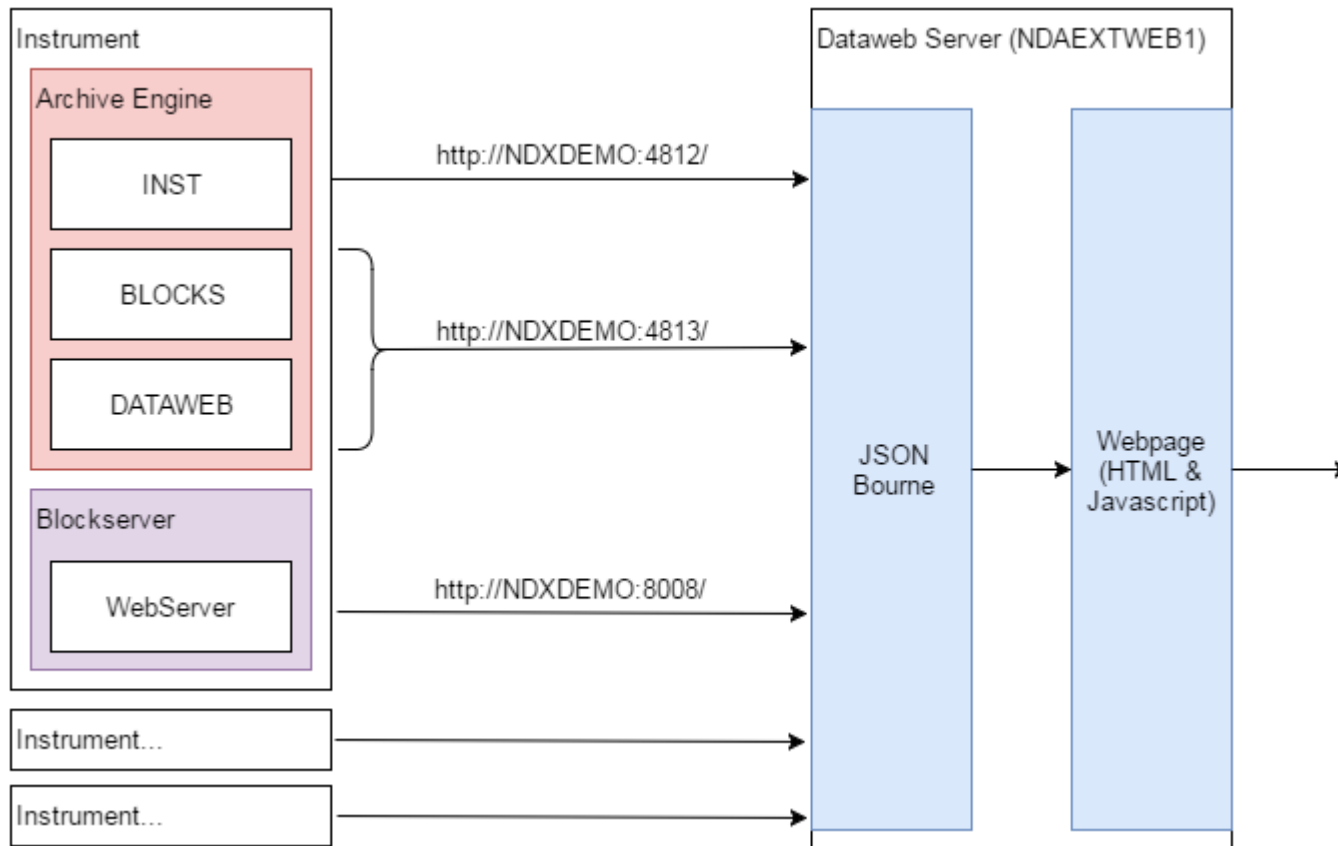 Instrument
Archive Engine
INST
BLOCKS
DATAWEB
Blockserver
WebServer
Instrument...
Instrument...
http://NDXDEMO:4812/
http://NDXDEMO:4813/
http://NDXDEMO:8008/
Dataweb Server (NDAEXTWEB1)
JSON
Bourne
Webpage
(HTML &
Javascript)